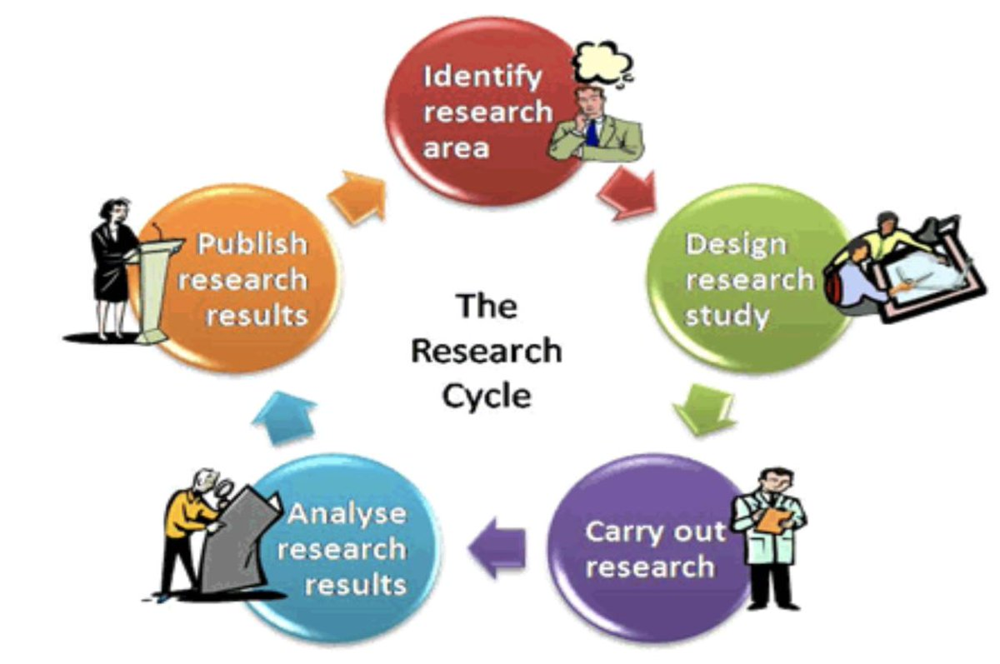 Identify
research
area
Design
research
study
Carry out
research
Analyse
research
results
Publish
research
results
The
Research
Cycle